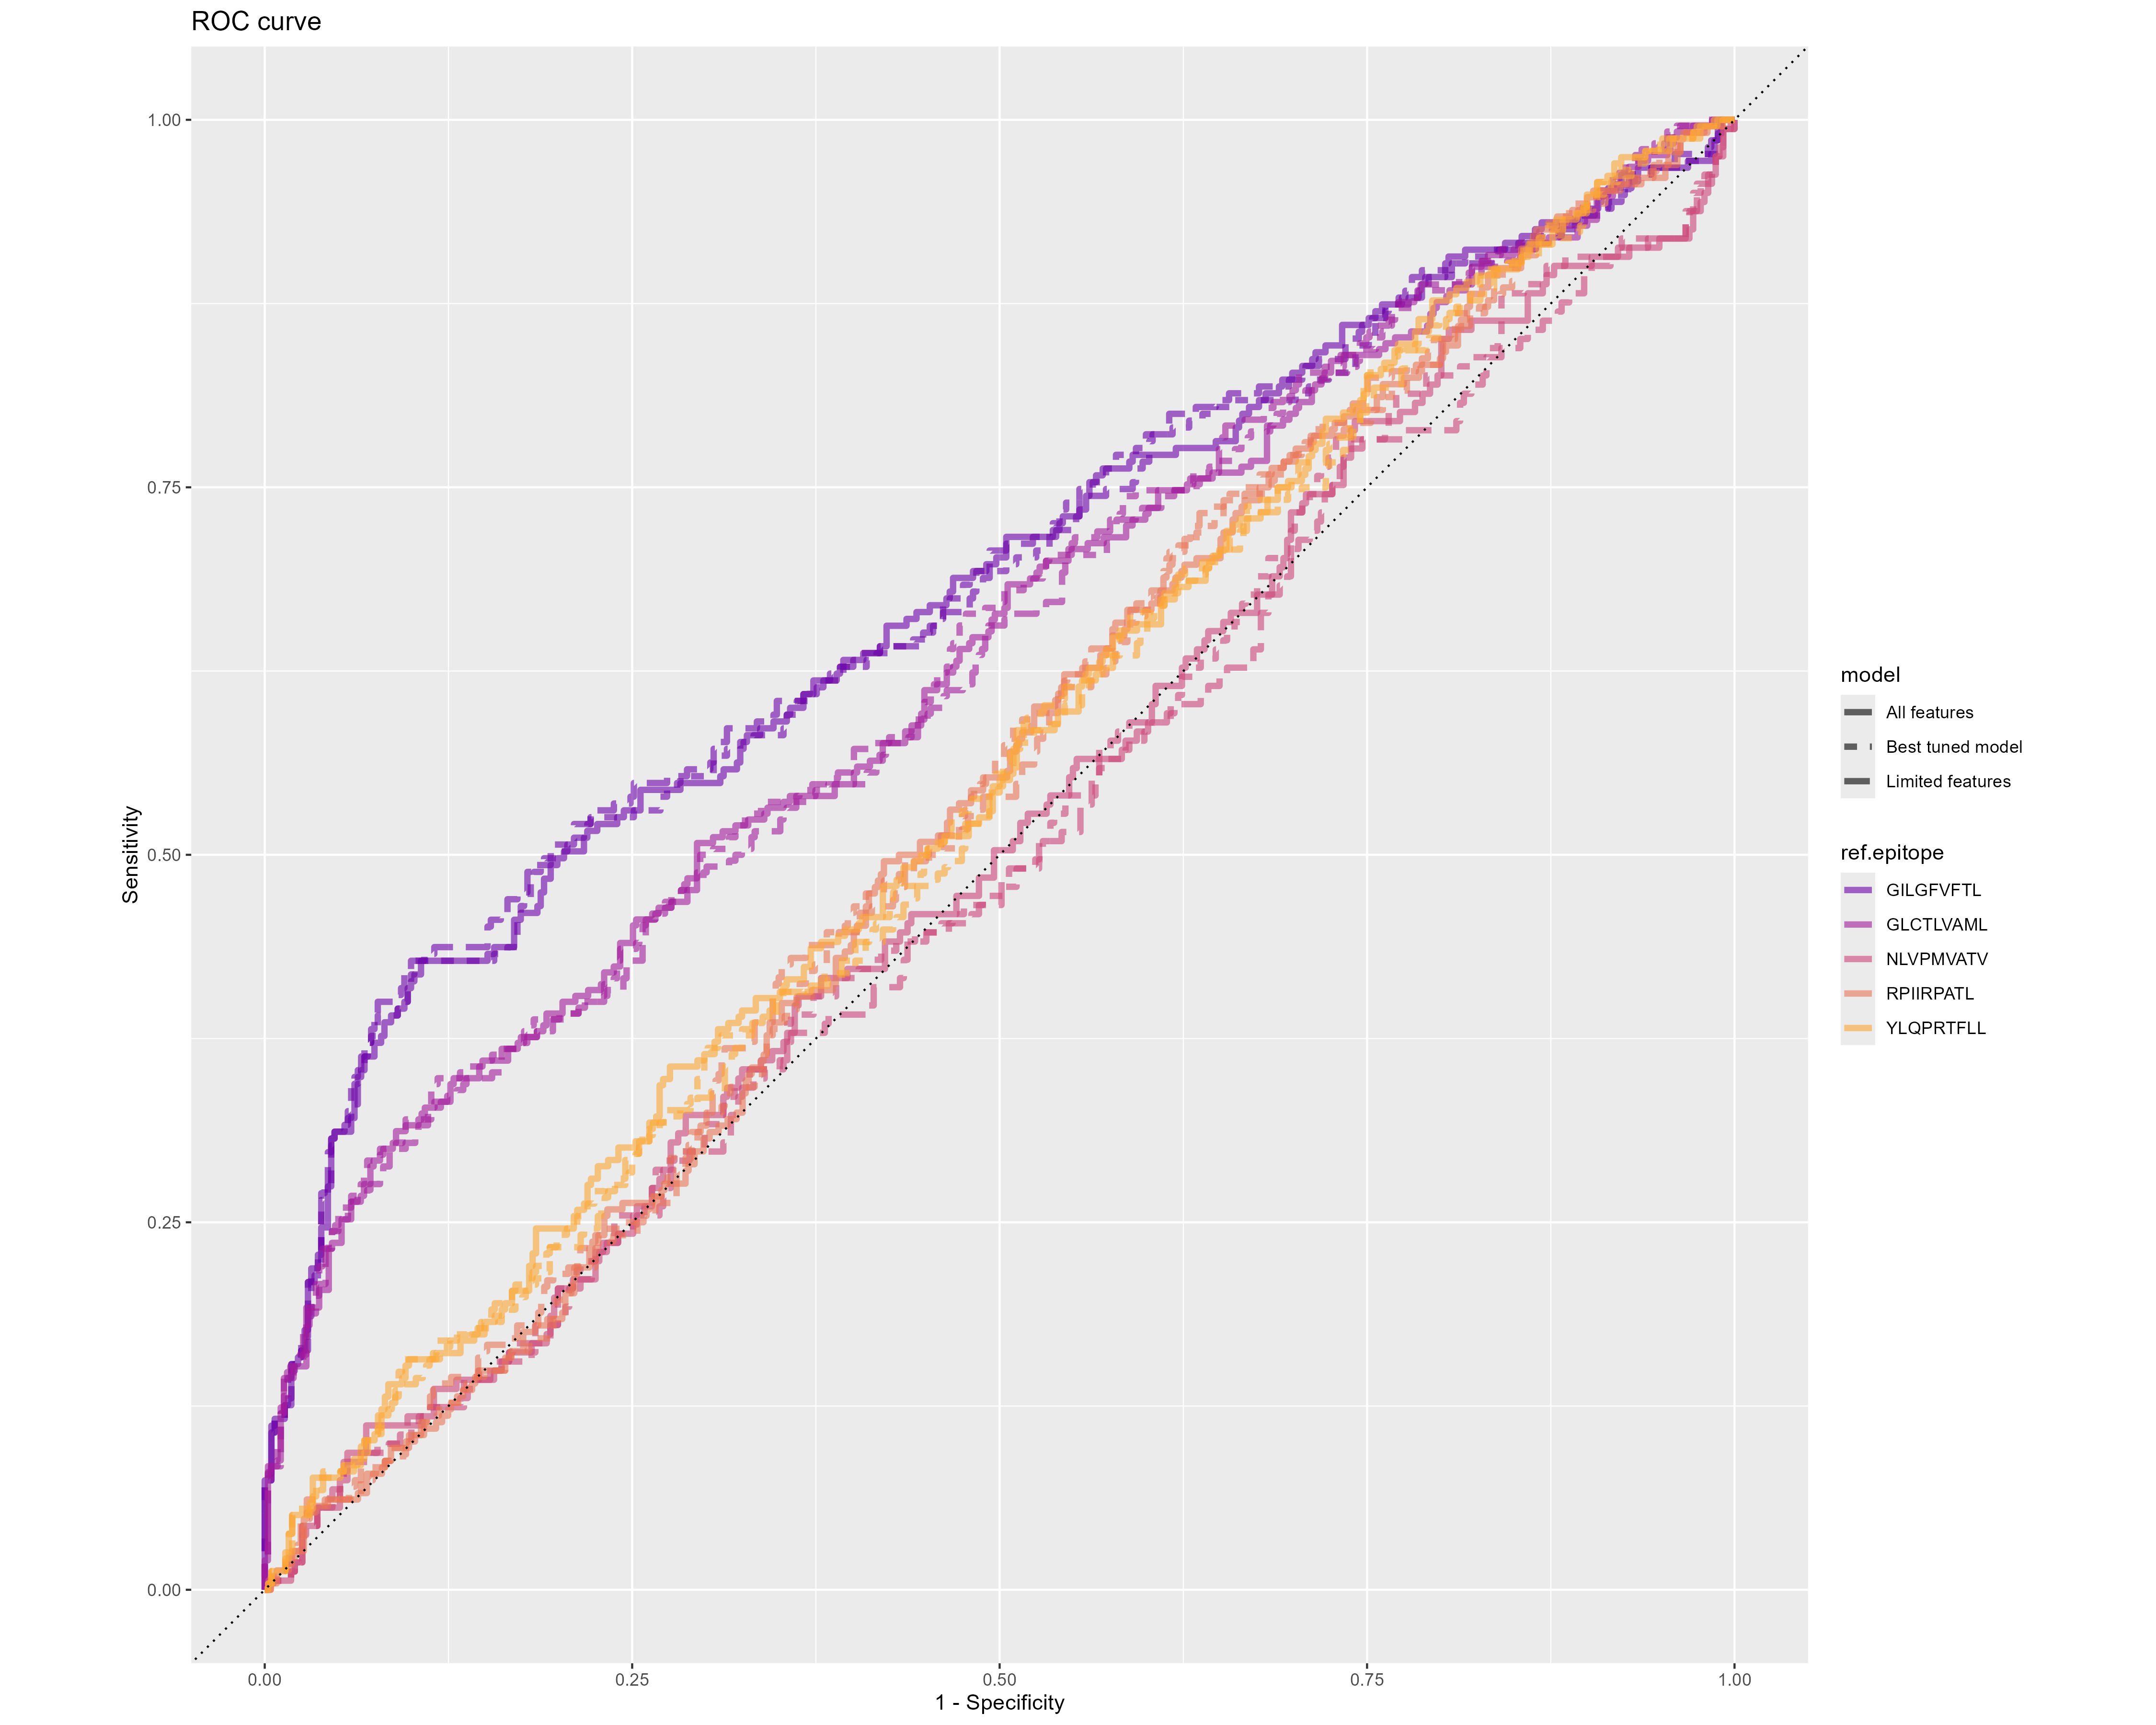 ROC curve
1.00
0.75
0.50
0.25
0.00
Sensitivity
0.00
0.25
0.50
0.75
1.00
1 - Specificity
model
All features
Best tuned model
Limited features
ref.epitope
GILGFVFTL
GLCTLVAML
NLVPMVATV
RPIIRPATL
YLQPRTFLL